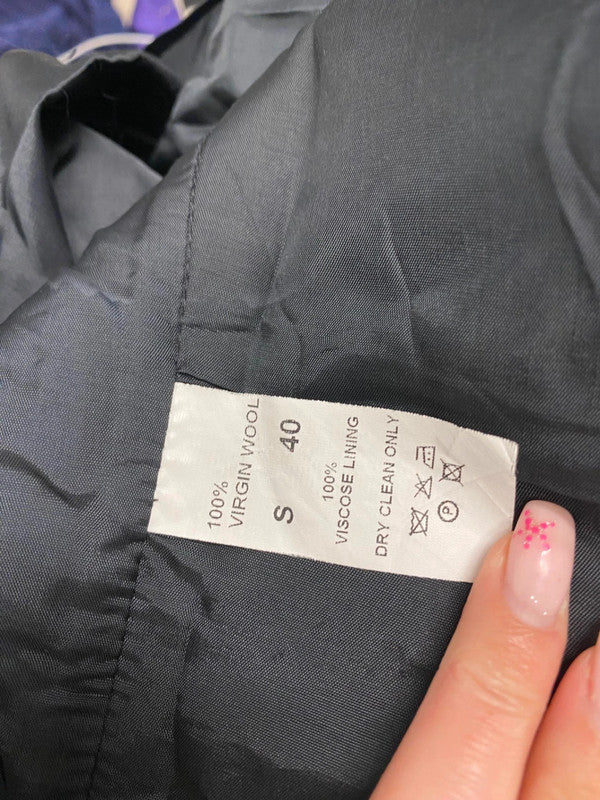 100%
VIRGIN WOOL
S 40
100%
VISCOSE LINING
DRY CLEAN ONLY
P